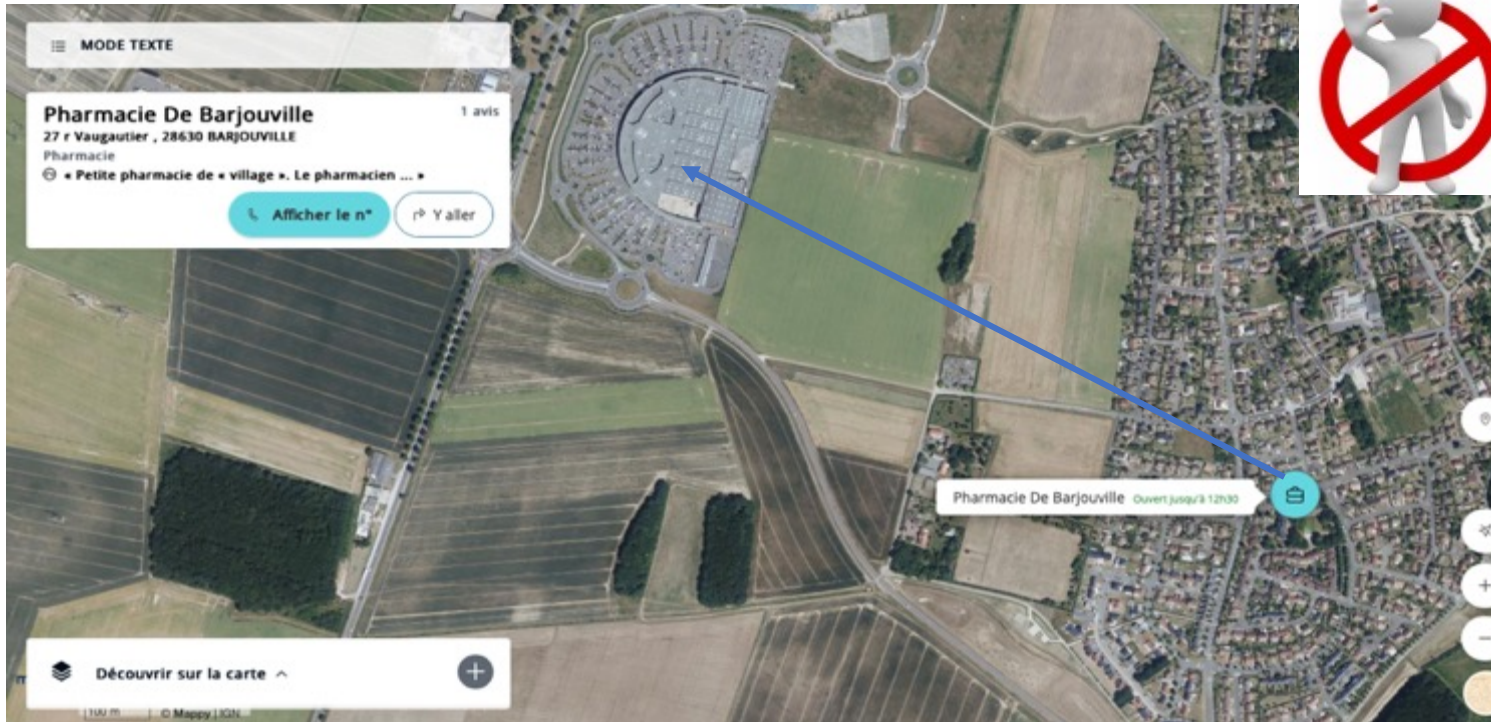 MODE TEXTE
Pharmacie De Barjouville
1 avis
27 r Vaugautier , 28630 BARJOUVILLE
Pharmacie
« Petite pharmacie de « village ». Le pharmacien ... »
Afficher le n°
Y aller
Pharmacie De Barjouville Ouvert jusqu'à 12h30
Découvrir sur la carte
100 m
© Mappy | IGN